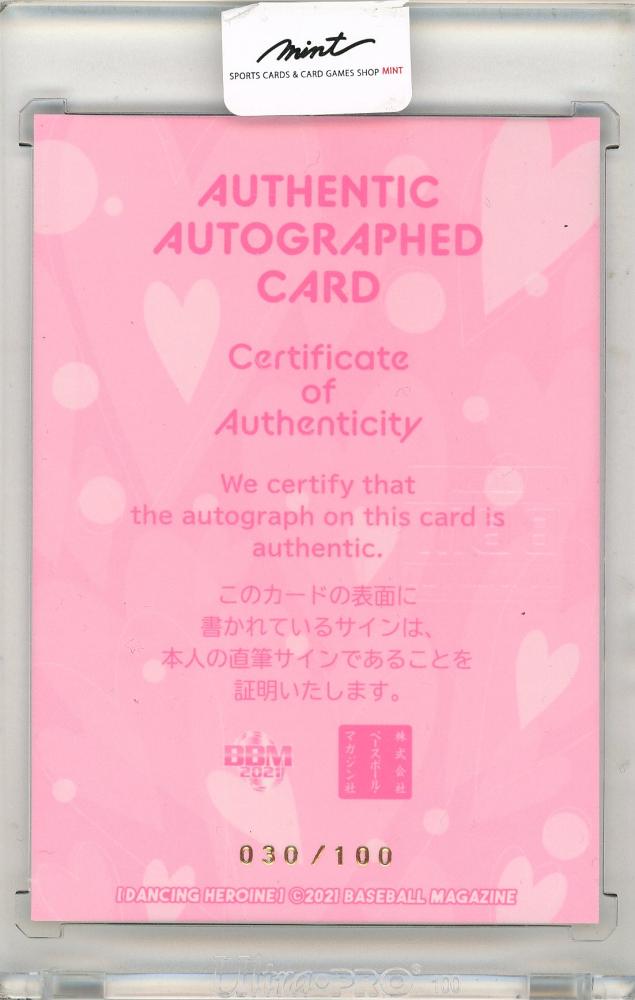 mint
SPORTS CARDS & CARD GAMES SHOP MINT
AUTHENTIC
AUTOGRAPHED
CARD
Certificate
of
Authenticity
We certify that
the autograph on this card is
authentic.
このカードの表面に
書かれているサインは、
本人の直筆サインであることを
証明いたします。
BBM
2021
株式会社
ベースボール・
マガジン社
030/100
[DANCING HEROINE] ©2021 BASEBALL MAGAZINE
Ultra·PRO® 100